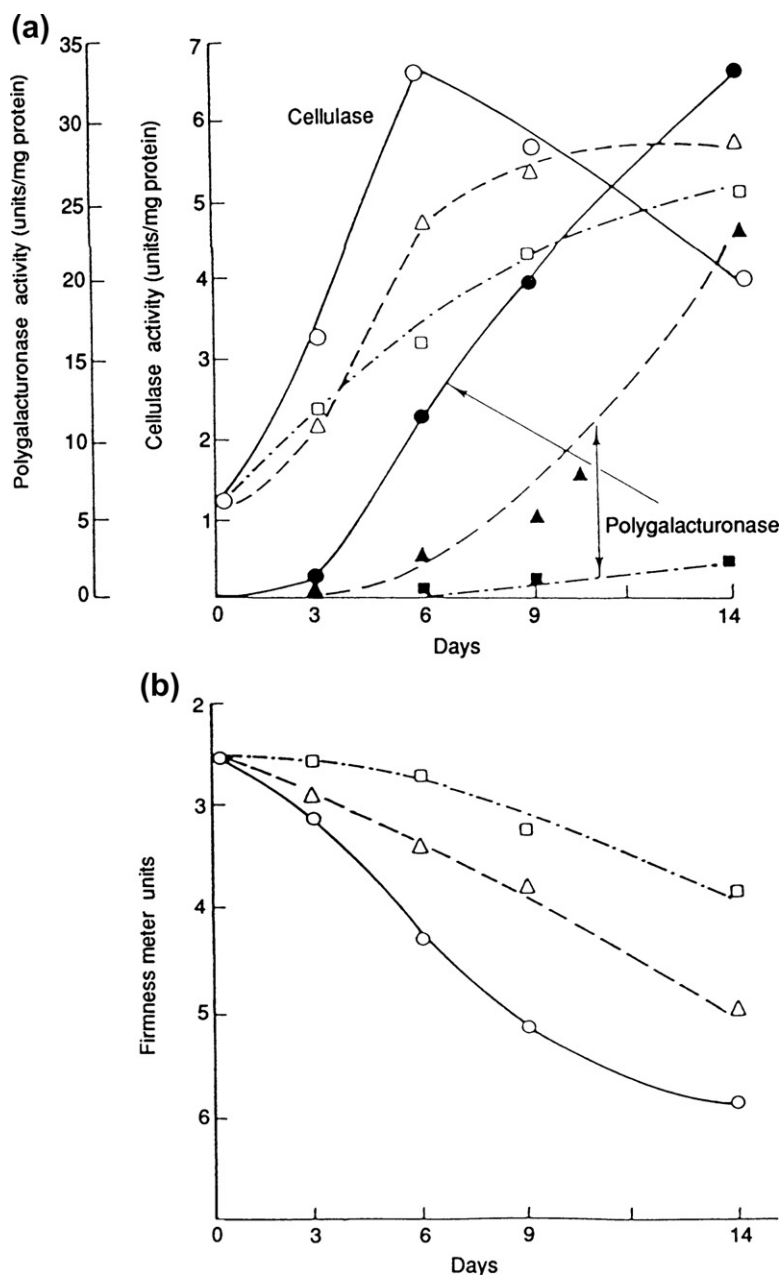 (a)
Polygalacturonase activity (units/mg protein)
35
30
25
20
15
10
5
0
Cellulase activity (units/mg protein)
7
6
5
4
3
2
1
Cellulase
Polygalacturonase
0 3 6 9 14
Days
(b)
Firmness meter units
2
3
4
5
6
0 3 6 9 14
Days